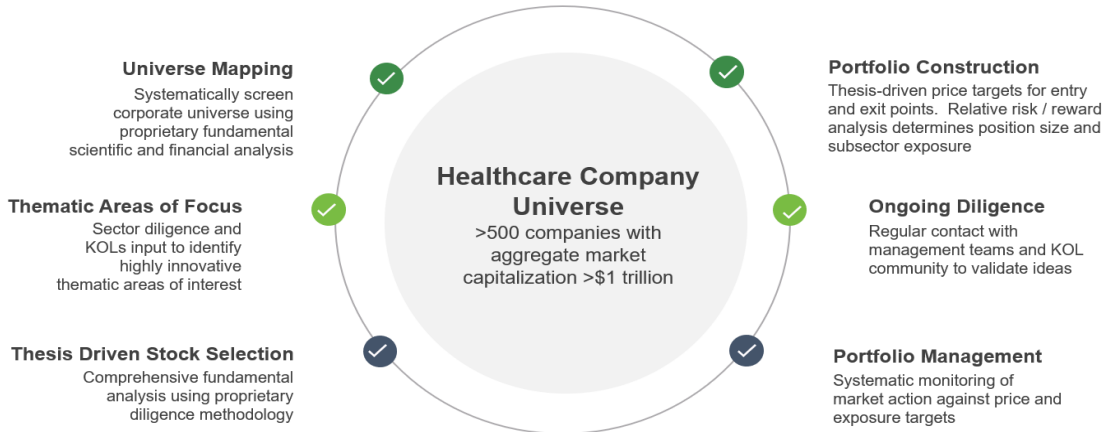 Universe Mapping
Systematically screen
corporate universe using
proprietary fundamental
scientific and financial analysis
Thematic Areas of Focus
Sector diligence and
KOLs input to identify
highly innovative
thematic areas of interest
Thesis Driven Stock Selection
Comprehensive fundamental
analysis using proprietary
diligence methodology
Healthcare Company
Universe
>500 companies with
aggregate market
capitalization >$1 trillion
Portfolio Construction
Thesis-driven price targets for entry
and exit points.  Relative risk / reward
analysis determines position size and
subsector exposure
Ongoing Diligence
Regular contact with
management teams and KOL
community to validate ideas
Portfolio Management
Systematic monitoring of
market action against price and
exposure targets